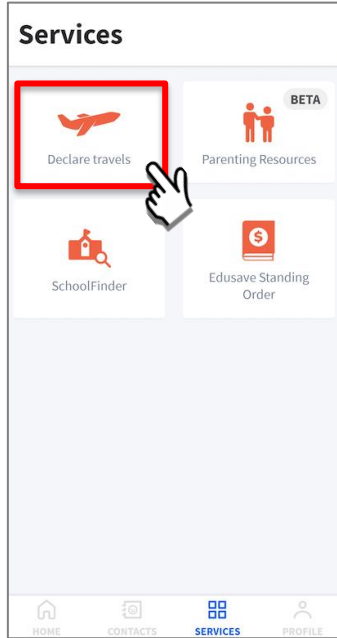 Services
BETA
Declare travels
Parenting Resources
SchoolFinder
Edusave Standing
Order
HOME
CONTACTS
SERVICES
PROFILE